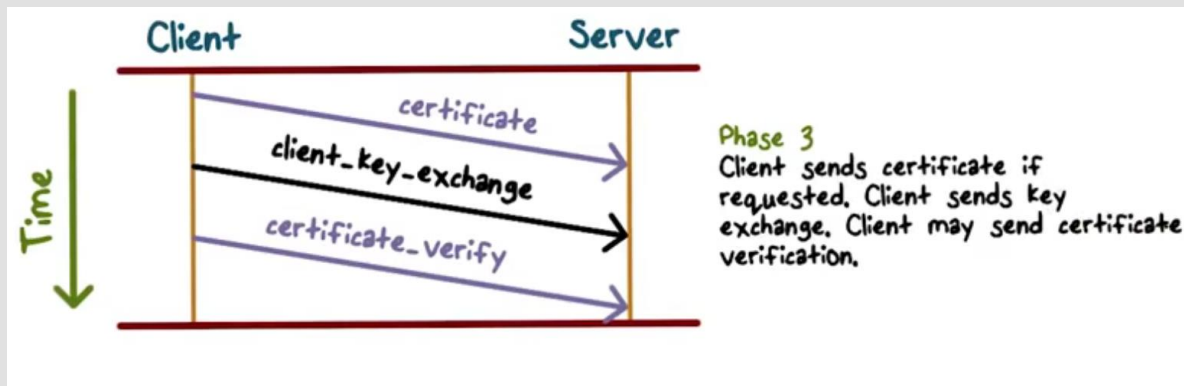 Client
Server
certificate
client_key_exchange
certificate_verify
Time
Phase 3
Client sends certificate if
requested. Client sends key
exchange. Client may send certificate
verification.